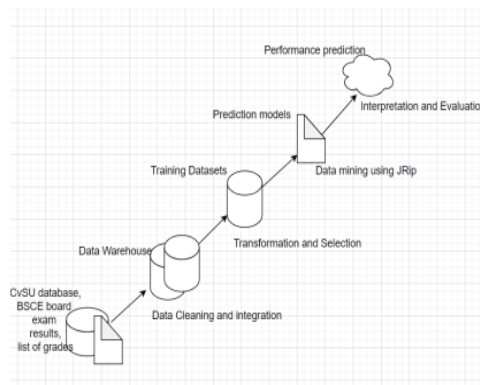 Performance prediction
Interpretation and Evaluatio
Prediction models
Data mining using JRip
Training Datasets
Transformation and Selection
Data Warehouse
Data Cleaning and integration
CvSU database,
BSCE board
exam
results,
list of grades